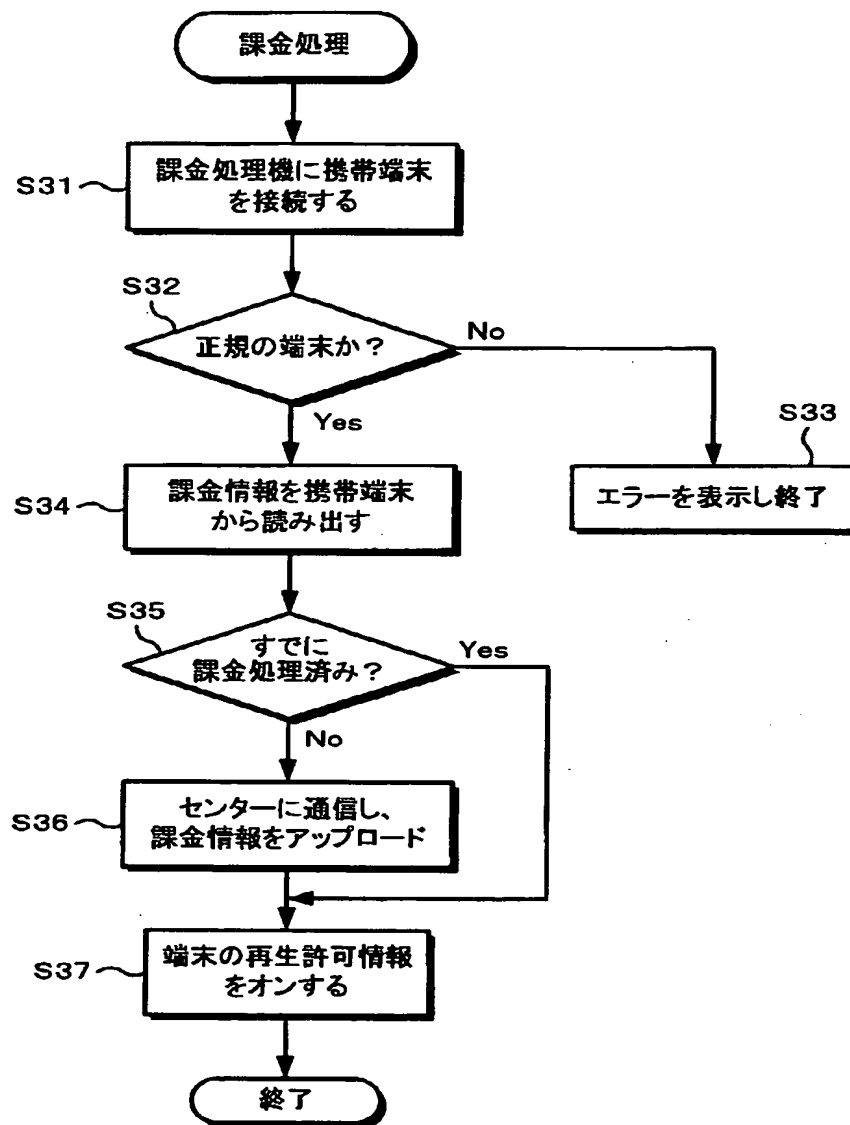 課金処理
S31
課金処理機に携帯端末
を接続する
S32
正規の端末か？
No
Yes
S33
エラーを表示し終了
S34
課金情報を携帯端末
から読み出す
S35
すでに
課金処理済み？
Yes
No
S36
センターに通信し、
課金情報をアップロード
S37
端末の再生許可情報
をオンする
終了